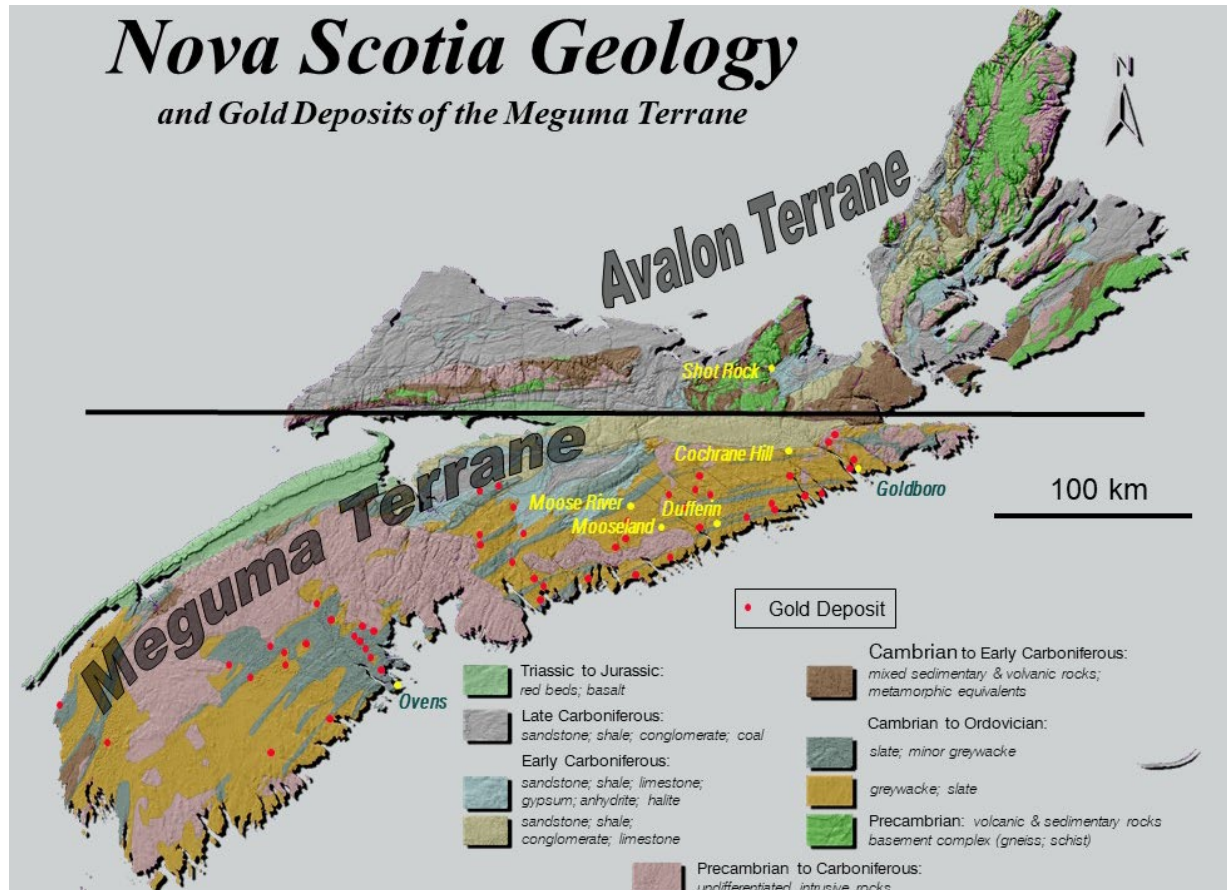 Nova Scotia Geology
and Gold Deposits of the Meguma Terrane
N
Avalon Terrane
Shot Rock
Meguma Terrane
Cochrane Hill
Goldboro
Moose River
Dufferin
Mooseland
100 km
Ovens
Gold Deposit
Triassic to Jurassic:
red beds; basalt
Late Carboniferous:
sandstone; shale; conglomerate; coal
Early Carboniferous:
sandstone; shale; limestone;
gypsum; anhydrite; halite
sandstone; shale;
conglomerate; limestone
Cambrian to Early Carboniferous:
mixed sedimentary & volcanic rocks;
metamorphic equivalents
Cambrian to Ordovician:
slate; minor greywacke
greywacke; slate
Precambrian: volcanic & sedimentary rocks
basement complex (gneiss; schist)
Precambrian to Carboniferous:
undifferentiated intrusive rocks